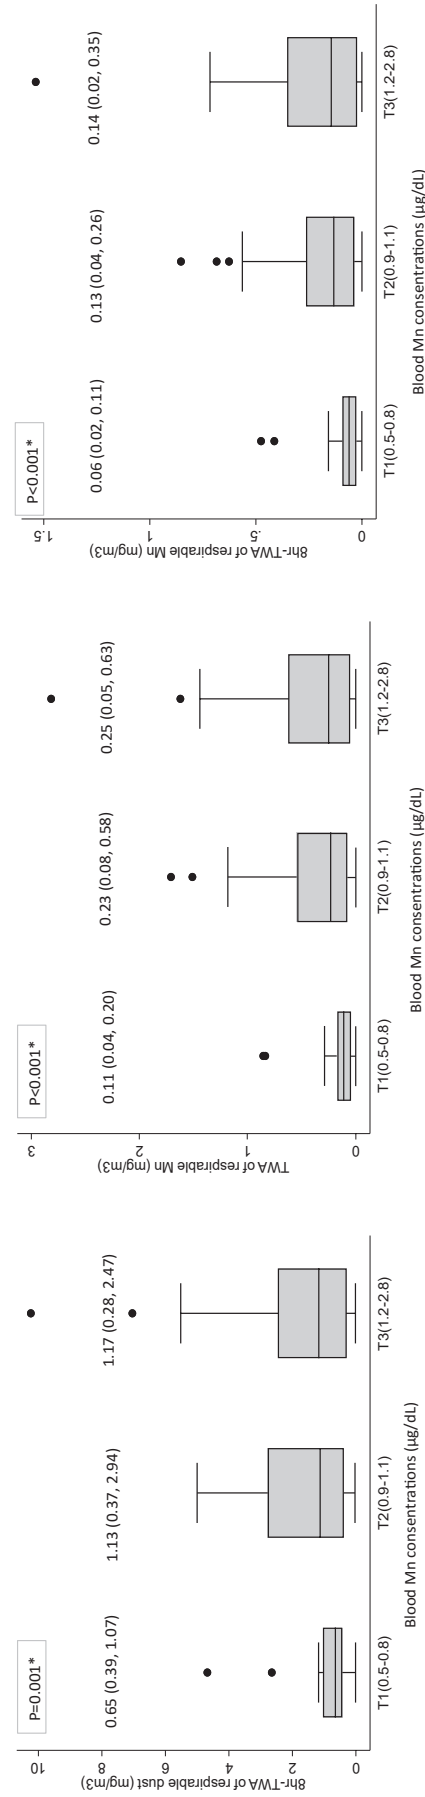 P=0.001*
0.65 (0.39, 1.07)
1.13 (0.37, 2.94)
1.17 (0.28, 2.47)
8hr-TWA of respirable dust (mg/m3)
10
8
6
4
2
0
T1(0.5-0.8)
T2(0.9-1.1)
T3(1.2-2.8)
Blood Mn concentrations (µg/dL)
P<0.001*
0.11 (0.04, 0.20)
0.23 (0.08, 0.58)
0.25 (0.05, 0.63)
TWA of respirable Mn (mg/m3)
3
2
1
0
T1(0.5-0.8)
T2(0.9-1.1)
T3(1.2-2.8)
Blood Mn concentrations (µg/dL)
P<0.001*
0.06 (0.02, 0.11)
0.13 (0.04, 0.26)
0.14 (0.02, 0.35)
8hr-TWA of respirable Mn (mg/m3)
1.5
1
.5
0
T1(0.5-0.8)
T2(0.9-1.1)
T3(1.2-2.8)
Blood Mn concentrations (µg/dL)